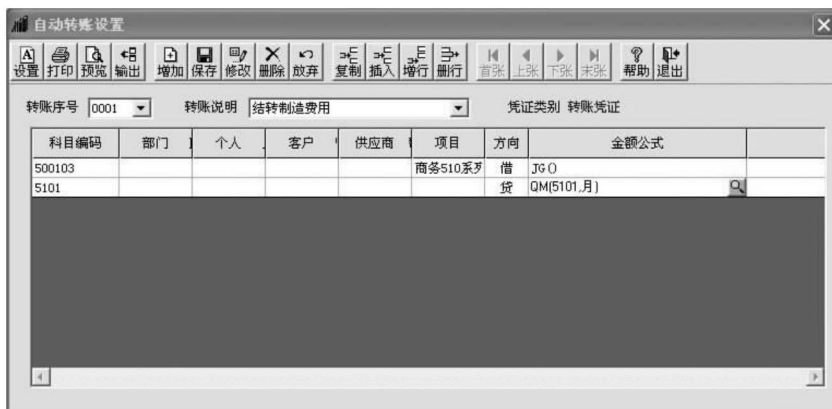 自动转账设置
设置 打印 预览 输出 增加 保存 修改 删除 放弃 复制 插入 增行 删行 首张 上张 下张 末张 帮助 退出
转账序号 0001 转账说明 结转制造费用 凭证类别 转账凭证
科目编码 部门 个人 客户 供应商 项目 方向 金额公式
500103 商务510系列 借 JG()
5101 贷 QM(5101,月)